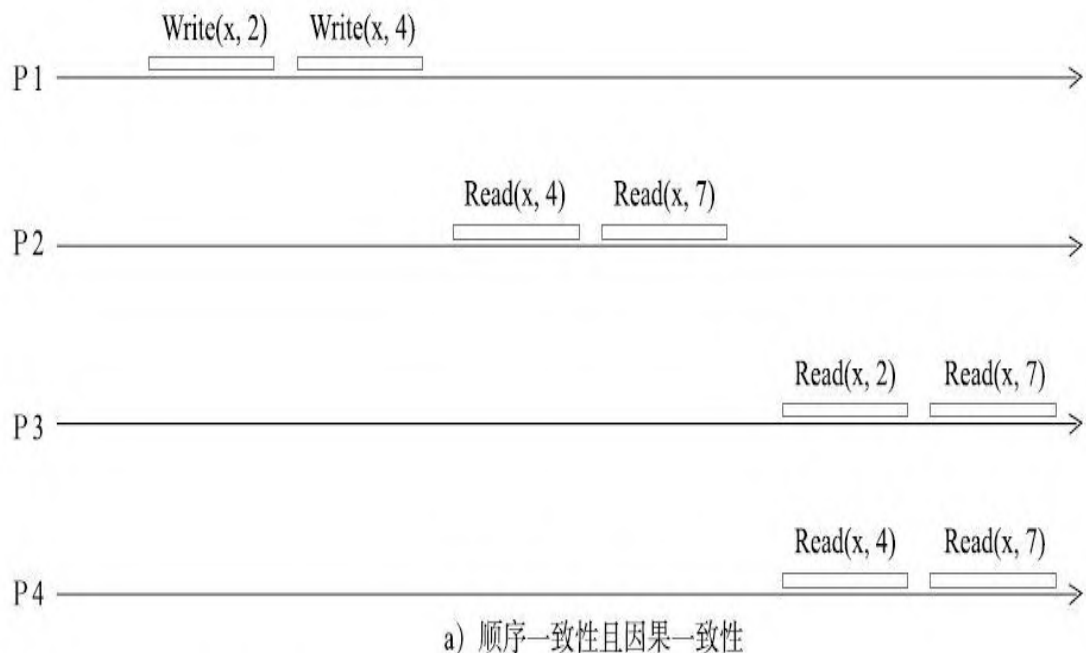 Write(x, 2) Write(x, 4)
P1
Read(x, 4) Read(x, 7)
P2
Read(x, 2) Read(x, 7)
P3
Read(x, 4) Read(x, 7)
P4
a) 顺序一致性且因果一致性